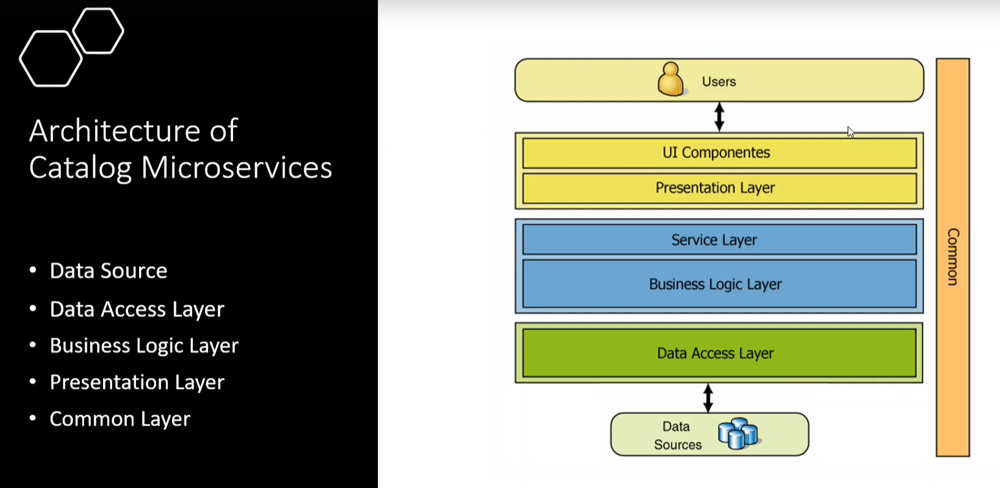 Architecture of
Catalog Microservices
• Data Source
• Data Access Layer
• Business Logic Layer
• Presentation Layer
• Common Layer
Users
UI Componentes
Presentation Layer
Service Layer
Business Logic Layer
Data Access Layer
Data
Sources
Common